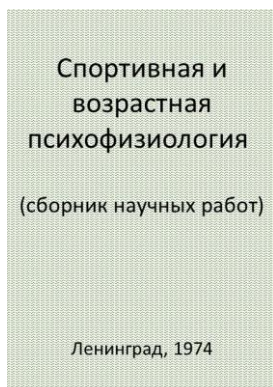 Спортивная и
возрастная
психофизиология
(сборник научных работ)
Ленинград, 1974